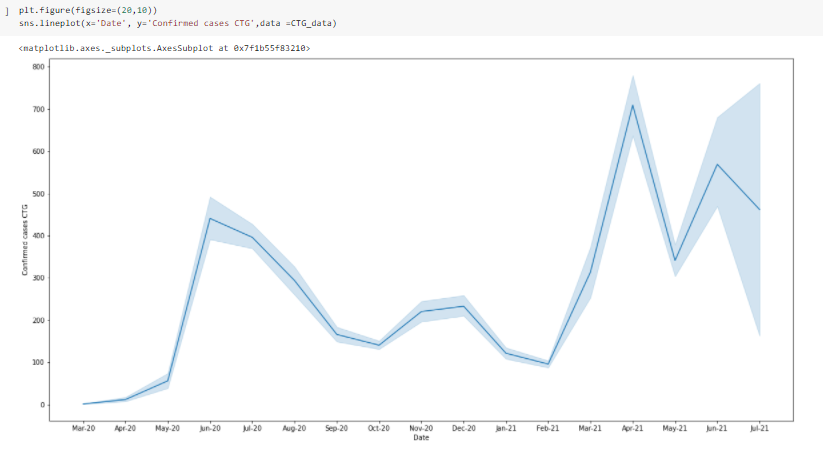 [ ] plt.figure(figsize=(20,10))
sns.lineplot(x='Date', y='Confirmed cases CTG',data =CTG_data)
<matplotlib.axes._subplots.AxesSubplot at 0x7f1b55f83210>
800
700
600
500
400
300
200
100
0
Confirmed cases CTG
Mar-20 Apr-20 May-20 Jun-20 Jul-20 Aug-20 Sep-20 Oct-20 Nov-20 Dec-20 Jan-21 Feb-21 Mar-21 Apr-21 May-21 Jun-21 Jul-21
Date